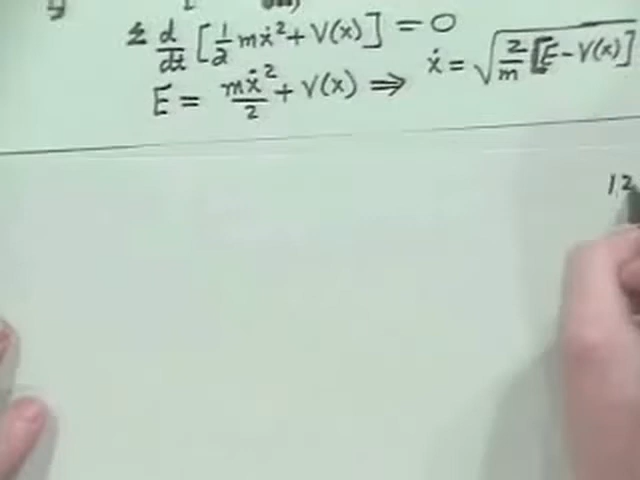 Σ d/dt [1/2 mẋ² + V(x)] = 0
E = mẋ²/2 + V(x) ⇒ ẋ = √(2/m [E - V(x)])
12